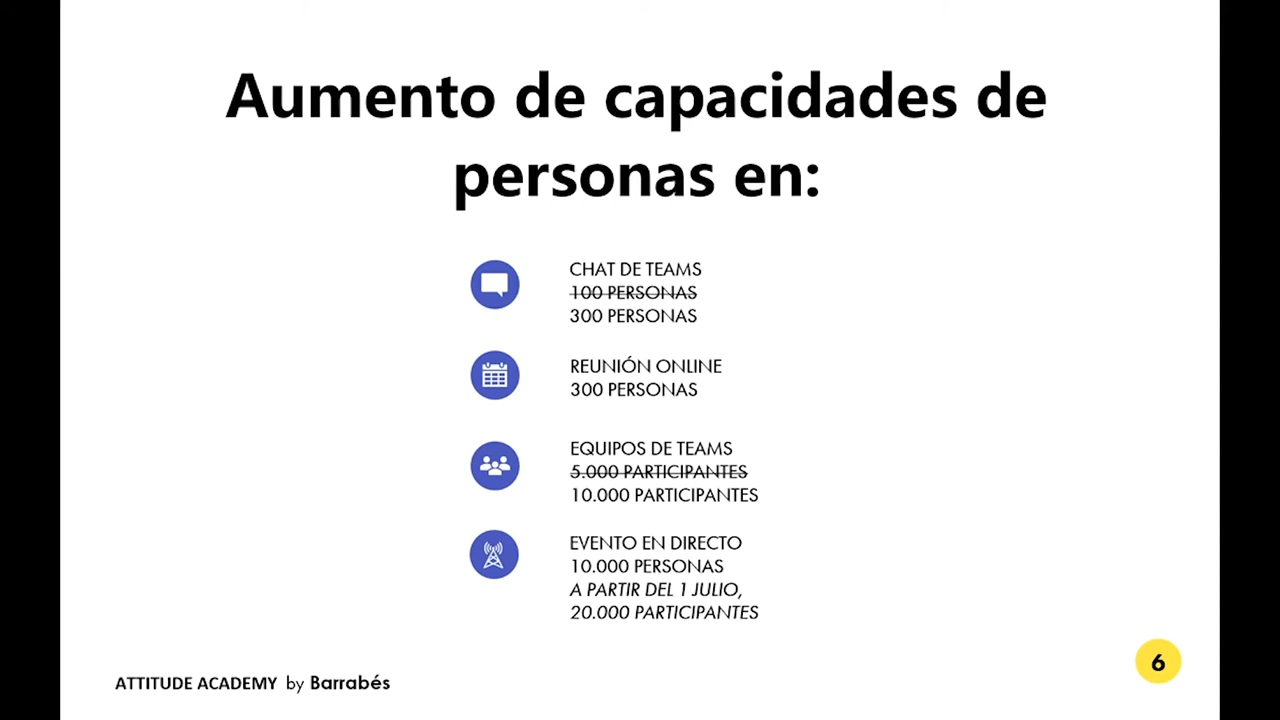 Aumento de capacidades de
personas en:
CHAT DE TEAMS
100 PERSONAS
300 PERSONAS
REUNIÓN ONLINE
300 PERSONAS
EQUIPOS DE TEAMS
5.000 PARTICIPANTES
10.000 PARTICIPANTES
EVENTO EN DIRECTO
10.000 PERSONAS
A PARTIR DEL 1 JULIO,
20.000 PARTICIPANTES
ATTITUDE ACADEMY by Barrabés
6